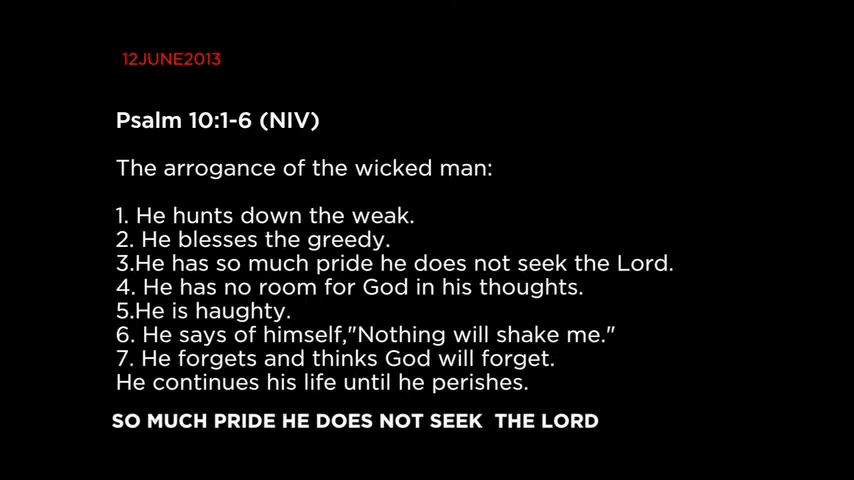 12JUNE2013
Psalm 10:1-6 (NIV)
The arrogance of the wicked man:
1. He hunts down the weak.
2. He blesses the greedy.
3.He has so much pride he does not seek the Lord.
4. He has no room for God in his thoughts.
5.He is haughty.
6. He says of himself,"Nothing will shake me."
7. He forgets and thinks God will forget.
He continues his life until he perishes.
SO MUCH PRIDE HE DOES NOT SEEK  THE LORD